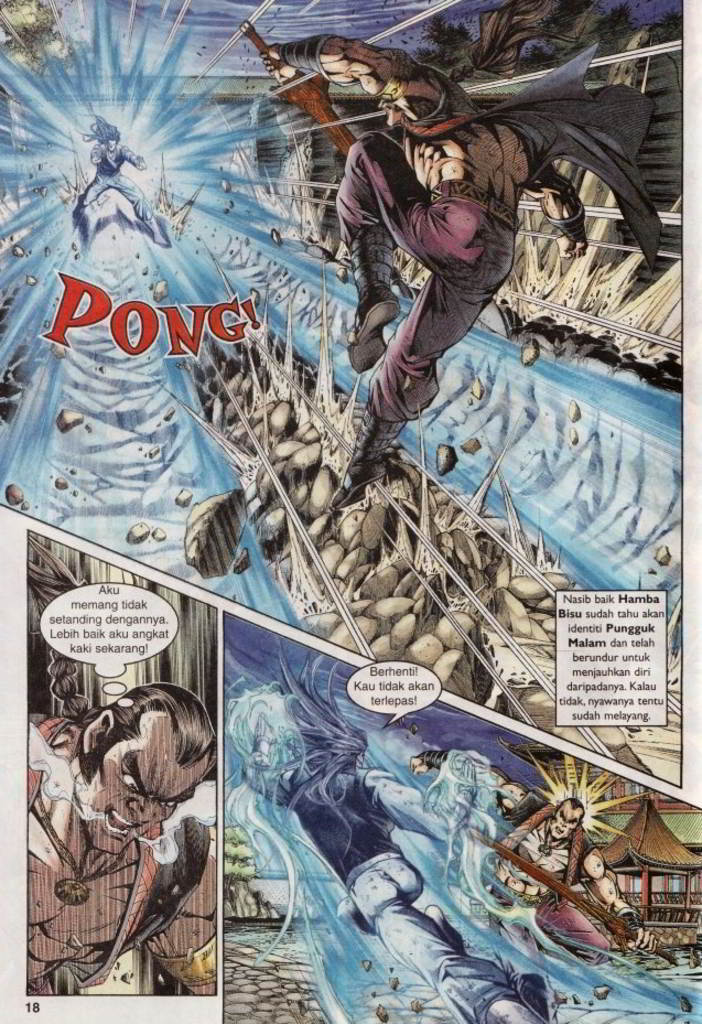 PONG!
Nasib baik Hamba
Bisu sudah tahu akan
identiti Pungguk
Malam dan telah
berundur untuk
menjauhkan diri
daripadanya. Kalau
tidak, nyawanya tentu
sudah melayang.
Aku
memang tidak
setanding dengannya.
Lebih baik aku angkat
kaki sekarang!
Berhenti!
Kau tidak akan
terlepas!
18